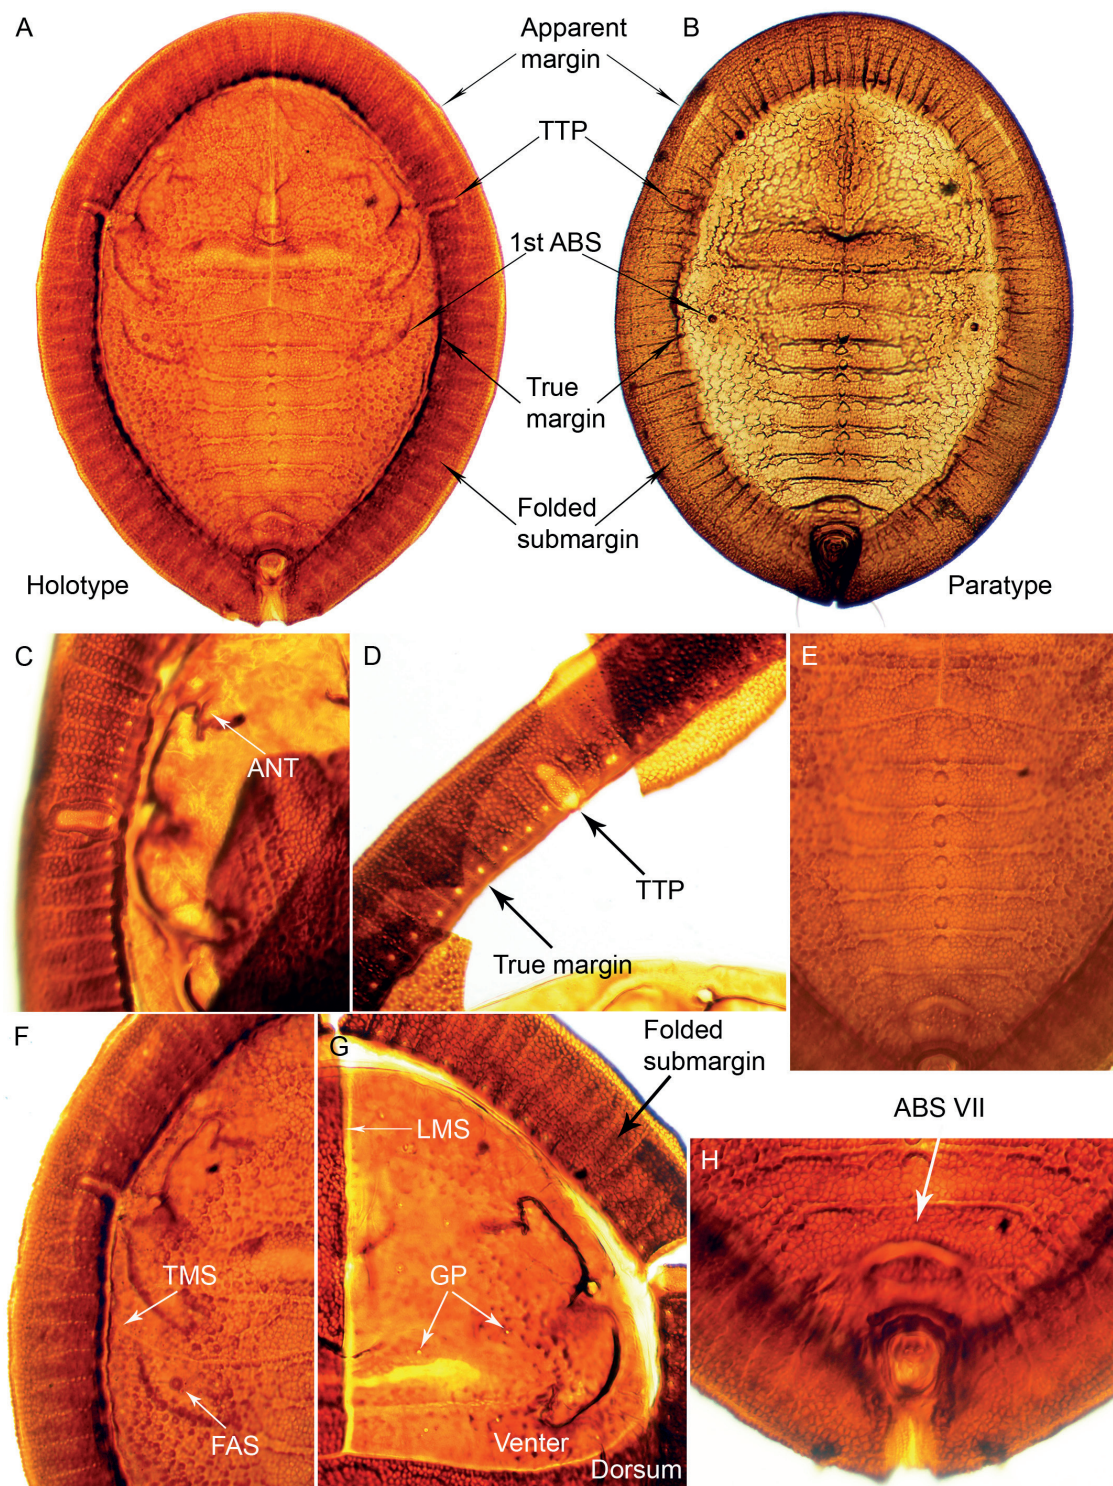 A
Apparent
margin
B
TTP
1st ABS
True
margin
Folded
submargin
Holotype
Paratype
C
ANT
D
TTP
True margin
E
F
TMS
FAS
G
LMS
GP
Folded
submargin
Venter
Dorsum
ABS VII
H